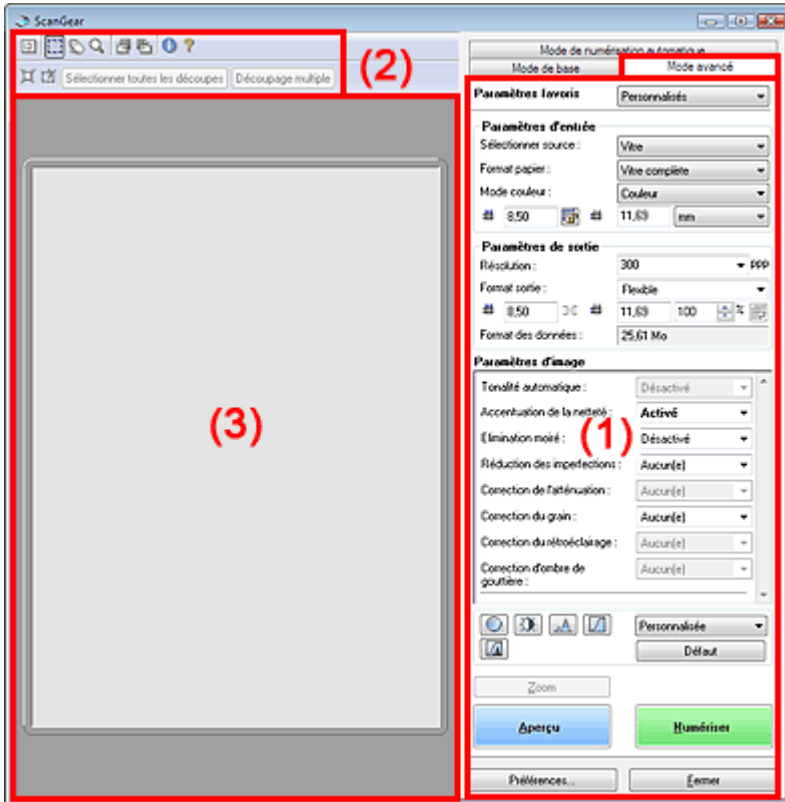 ScanGear
(2)
Sélectionner toutes les découpes Découpage multiple
Mode de numérisation automatique
Mode de base Mode avancé
Paramètres favoris Personnalisés
Paramètres d'entrée
Sélectionner source : Vitre
Format papier : Vitre complète
Mode couleur : Couleur
8,50 11,69 mm
Paramètres de sortie
Résolution : 300 ppp
Format sortie : Flexible
8,50 11,69 100 %
Format des données : 25,61 Mo
Paramètres d'image
Tonalité automatique : Désactivé
Accentuation de la netteté : Activé
(1)
Elimination moiré : Désactivé
Réduction des imperfections : Aucun(e)
Correction de l'atténuation : Aucun(e)
Correction du grain : Aucun(e)
Correction du rétroéclairage : Aucun(e)
Correction d'ombre de
gouttière : Aucun(e)
(3)
Personnalisée
Défaut
Zoom
Aperçu Numériser
Préférences... Fermer